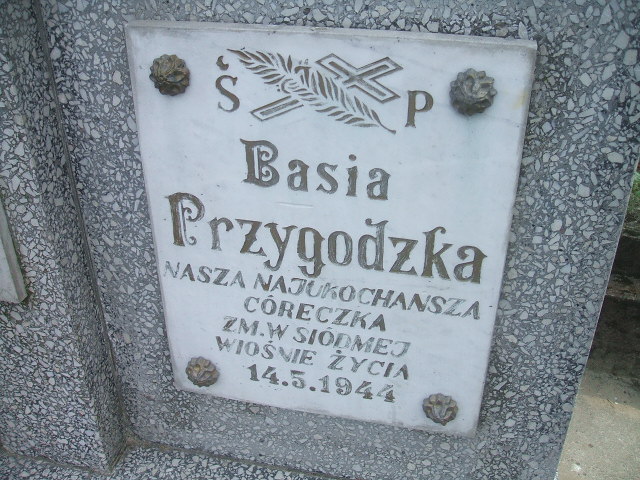 Ś P
Basia
Przygodzka
NASZA NAJUKOCHANSZA
CÓRECZKA
ZM. W SIÓDMEJ
WIOŚNIE ŻYCIA
14.5.1944